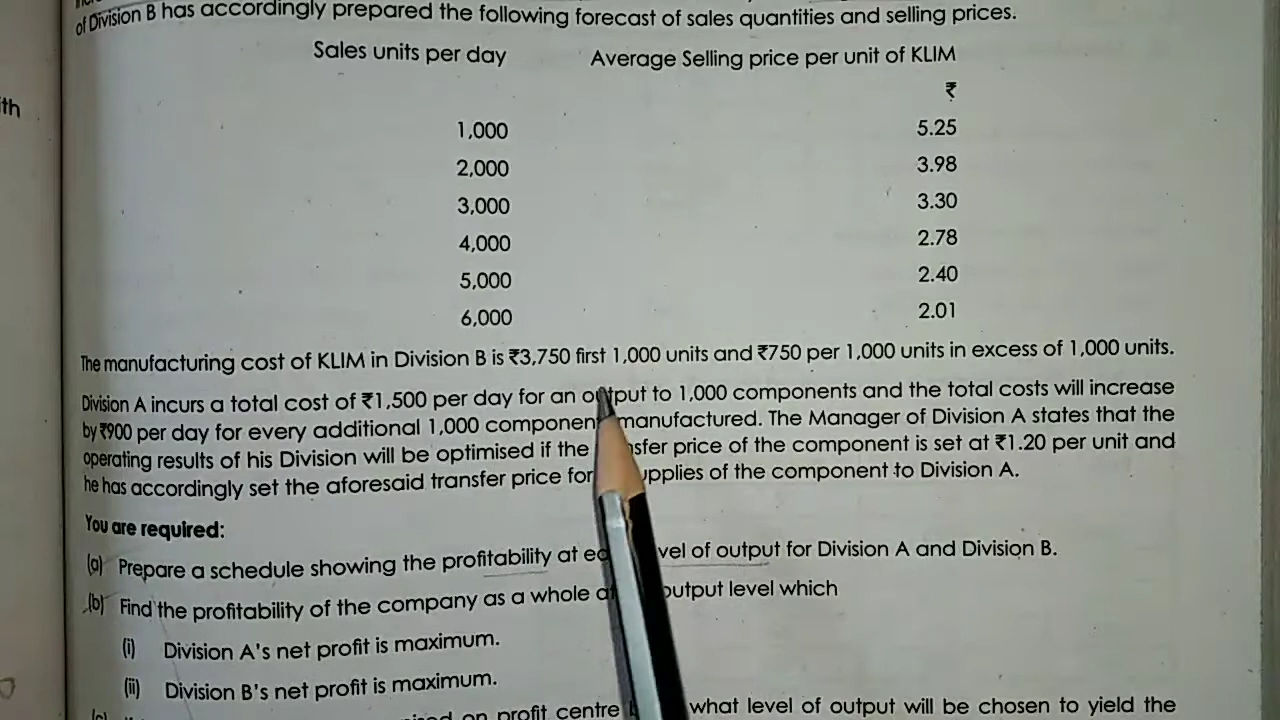 of Division B has accordingly prepared the following forecast of sales quantities and selling prices.
Sales units per day Average Selling price per unit of KLIM
₹
ith
1,000 5.25
2,000 3.98
3,000 3.30
4,000 2.78
5,000 2.40
6,000 2.01
The manufacturing cost of KLIM in Division B is ₹3,750 first 1,000 units and ₹750 per 1,000 units in excess of 1,000 units.
Division A incurs a total cost of ₹1,500 per day for an output to 1,000 components and the total costs will increase
by ₹900 per day for every additional 1,000 component manufactured. The Manager of Division A states that the
operating results of his Division will be optimised if the nsfer price of the component is set at ₹1.20 per unit and
he has accordingly set the aforesaid transfer price for upplies of the component to Division A.
You are required:
(a) Prepare a schedule showing the profitability at ea vel of output for Division A and Division B.
(b) Find the profitability of the company as a whole a output level which
(i) Division A's net profit is maximum.
(ii) Division B's net profit is maximum.
on profit centre what level of output will be chosen to yield the